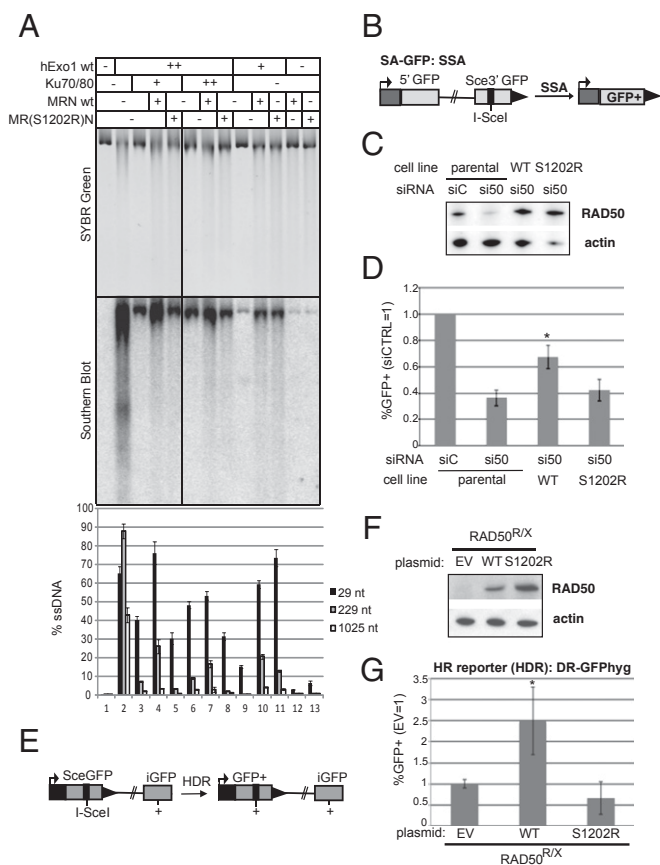 A
hExo1 wt - ++ + -
Ku70/80 - + ++ -
MRN wt - + - + - - + - + -
MR(S1202R)N - + - + - + - +
SYBR Green
Southern Blot
% ssDNA
100
90
80
70
60
50
40
30
20
10
0
1 2 3 4 5 6 7 8 9 10 11 12 13
29 nt
229 nt
1025 nt
B
SA-GFP: SSA
5' GFP
Sce3' GFP
SSA
GFP+
I-SceI
C
cell line parental WT S1202R
siRNA siC si50 si50 si50
RAD50
actin
D
%GFP+ (siCTRL=1)
1.2
1.0
0.8
0.6
0.4
0.2
0
*
siRNA siC si50 si50 si50
cell line parental WT S1202R
E
SceGFP iGFP HDR GFP+ iGFP
I-SceI + + +
F
RAD50R/X
plasmid: EV WT S1202R
RAD50
actin
G
HR reporter (HDR): DR-GFPhyg
%GFP+ (EV=1)
3.5
3
2.5
2
1.5
1
0.5
0
*
plasmid: EV WT S1202R
RAD50R/X